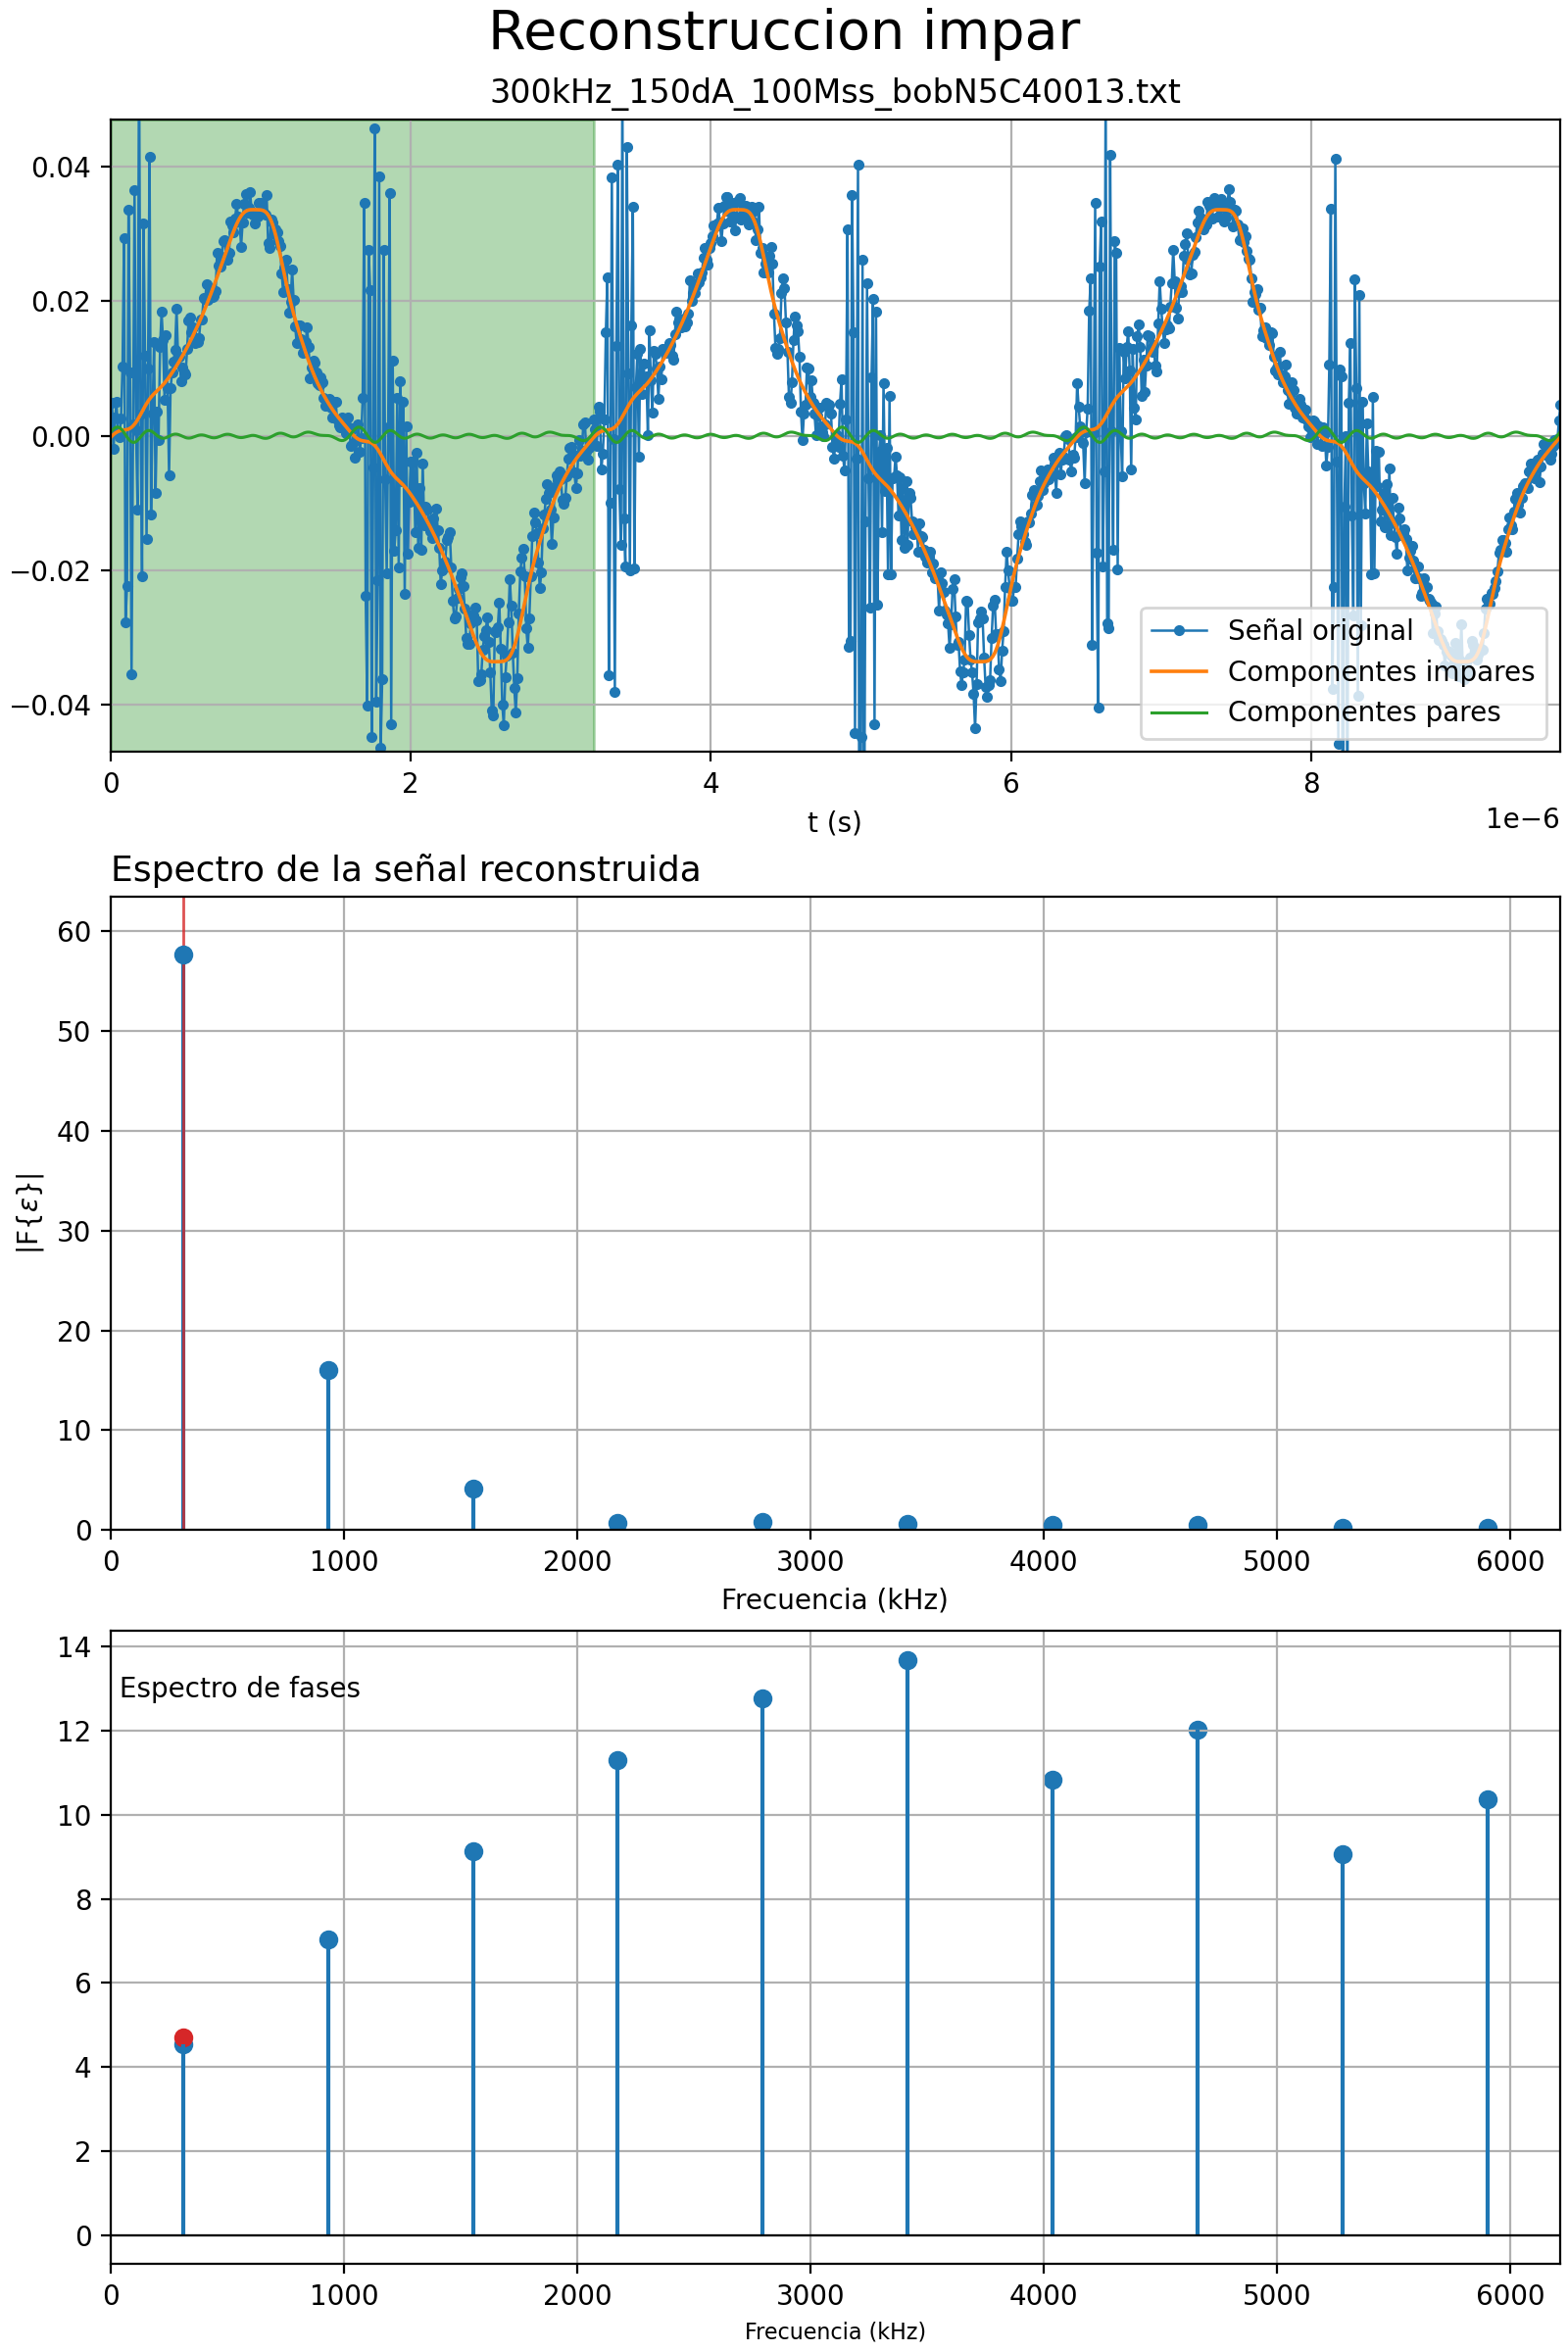 Reconstruccion impar
300kHz_150dA_100Mss_bobN5C40013.txt
0.04
0.02
0.00
−0.02
−0.04
Señal original
Componentes impares
Componentes pares
0 2 4 6 8
1e−6
t (s)
Espectro de la señal reconstruida
60
50
40
30
20
10
0
|F{ε}|
0 1000 2000 3000 4000 5000 6000
Frecuencia (kHz)
14
Espectro de fases
12
10
8
6
4
2
0
0 1000 2000 3000 4000 5000 6000
Frecuencia (kHz)